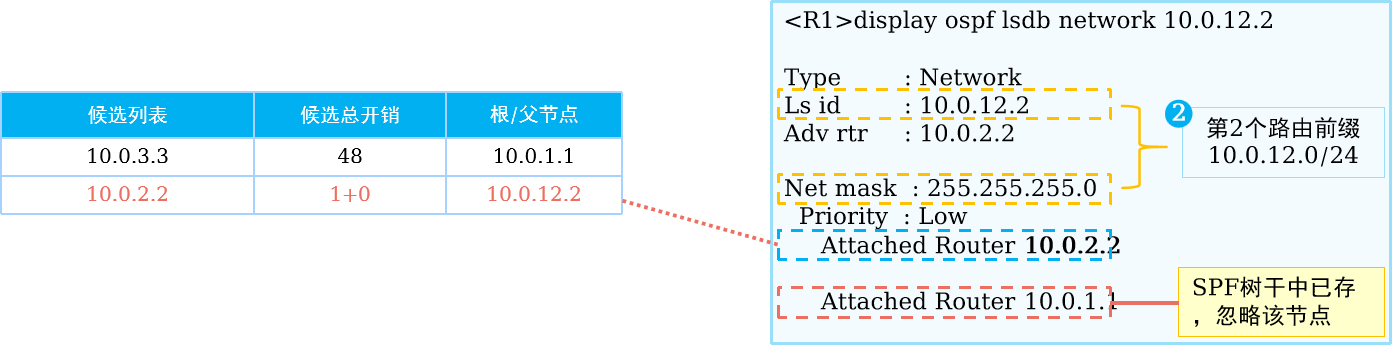 候选列表 候选总开销 根/父节点
10.0.3.3 48 10.0.1.1
10.0.2.2 1+0 10.0.12.2
<R1>display ospf lsdb network 10.0.12.2
Type : Network
Ls id : 10.0.12.2
Adv rtr : 10.0.2.2
Net mask : 255.255.255.0
Priority : Low
Attached Router 10.0.2.2
Attached Router 10.0.1.1
2
第2个路由前缀
10.0.12.0/24
SPF树干中已存
，忽略该节点